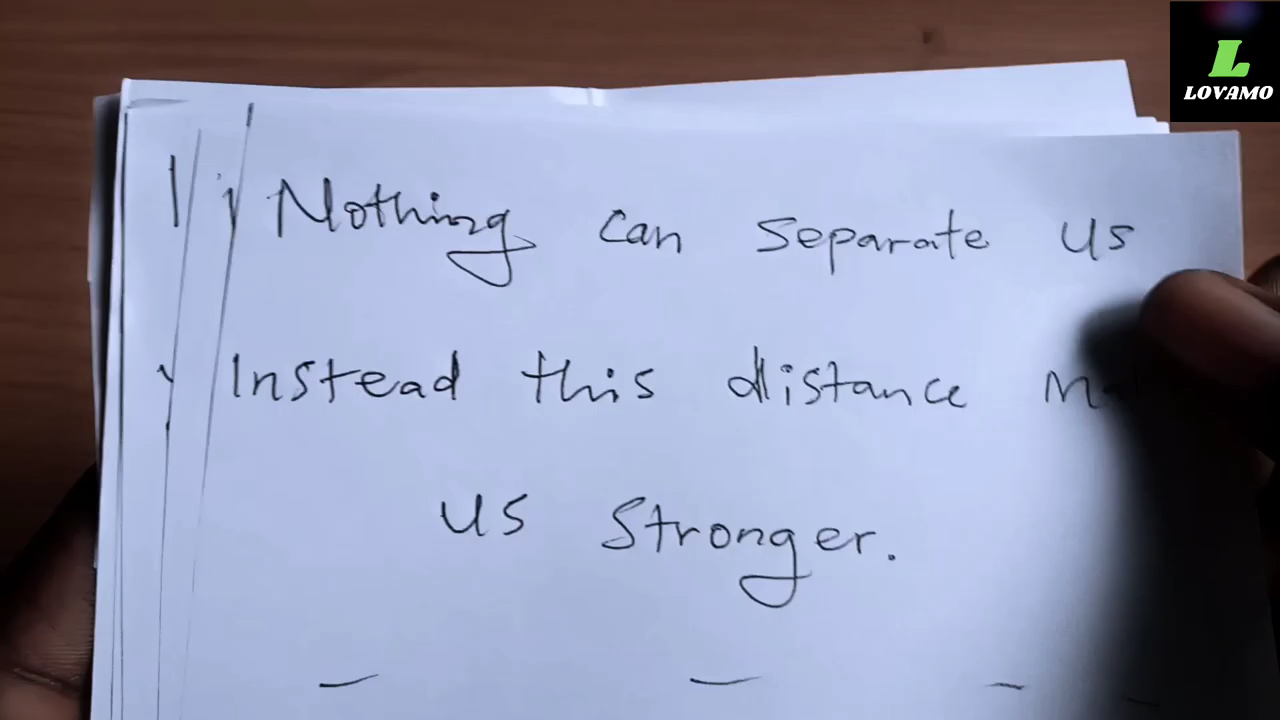 L
LOVAMO
Nothing can separate us
Instead this distance
us stronger.